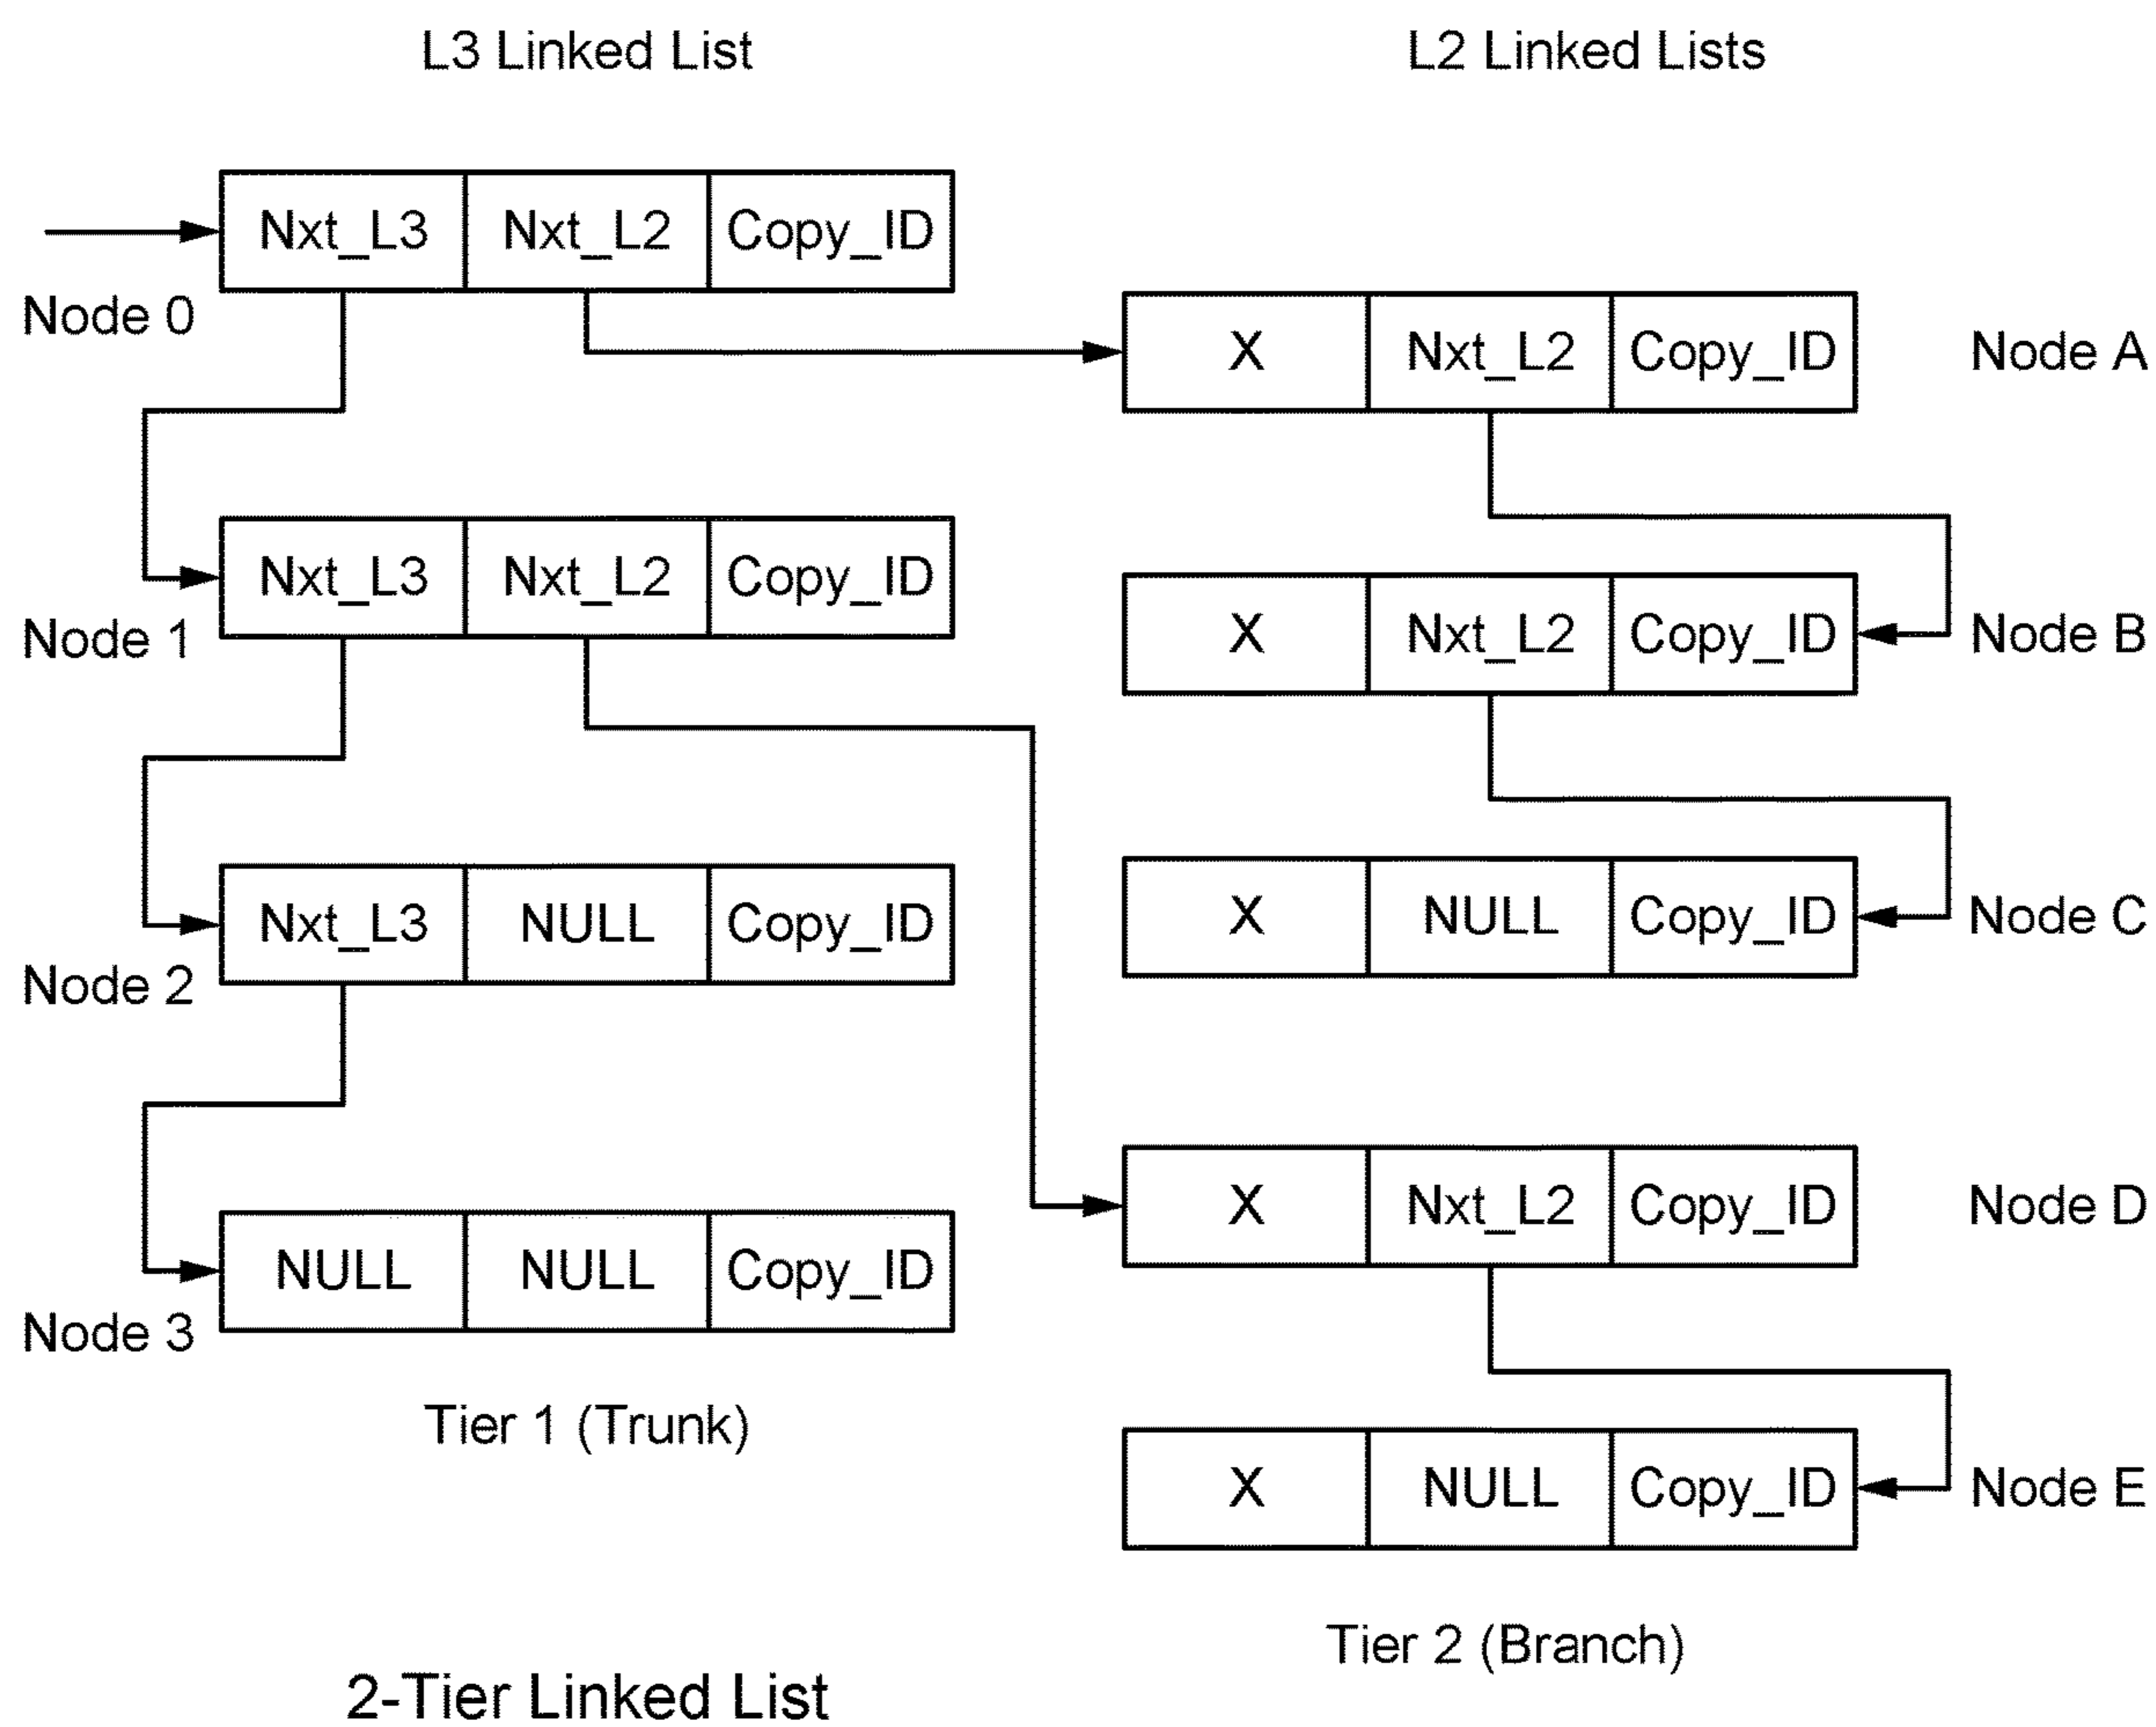 L3 Linked List
L2 Linked Lists
Nxt_L3 Nxt_L2 Copy_ID
Node 0
X Nxt_L2 Copy_ID Node A
Nxt_L3 Nxt_L2 Copy_ID
Node 1
X Nxt_L2 Copy_ID Node B
Nxt_L3 NULL Copy_ID
Node 2
X NULL Copy_ID Node C
X Nxt_L2 Copy_ID Node D
NULL NULL Copy_ID
Node 3
Tier 1 (Trunk)
X NULL Copy_ID Node E
Tier 2 (Branch)
2-Tier Linked List